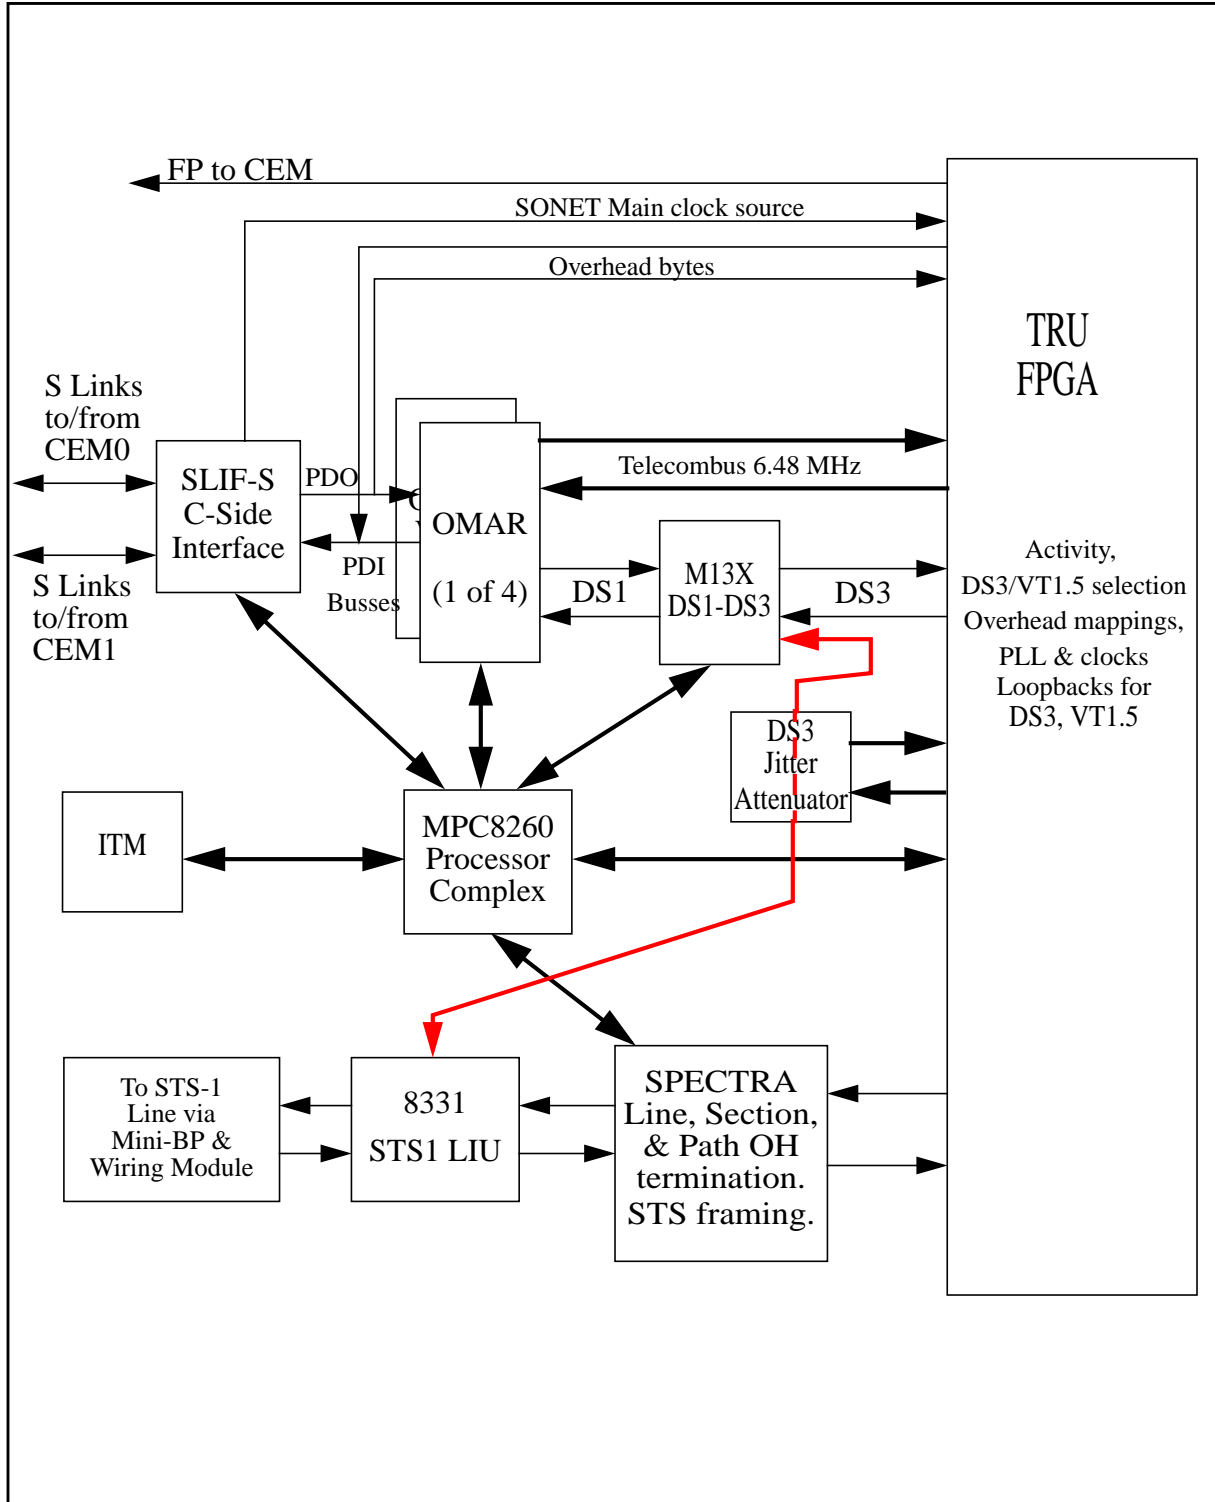 FP to CEM
SONET Main clock source
Overhead bytes
TRU
FPGA
S Links
to/from
CEM0
SLIF-S
C-Side
Interface
PDO
PDI
Busses
OMAR
(1 of 4)
Telecombus 6.48 MHz
DS1
M13X
DS1-DS3
DS3
Activity,
DS3/VT1.5 selection
Overhead mappings,
PLL & clocks
Loopbacks for
DS3, VT1.5
S Links
to/from
CEM1
DS3
Jitter
Attenuator
ITM
MPC8260
Processor
Complex
To STS-1
Line via
Mini-BP &
Wiring Module
8331
STS1 LIU
SPECTRA
Line, Section,
& Path OH
termination.
STS framing.